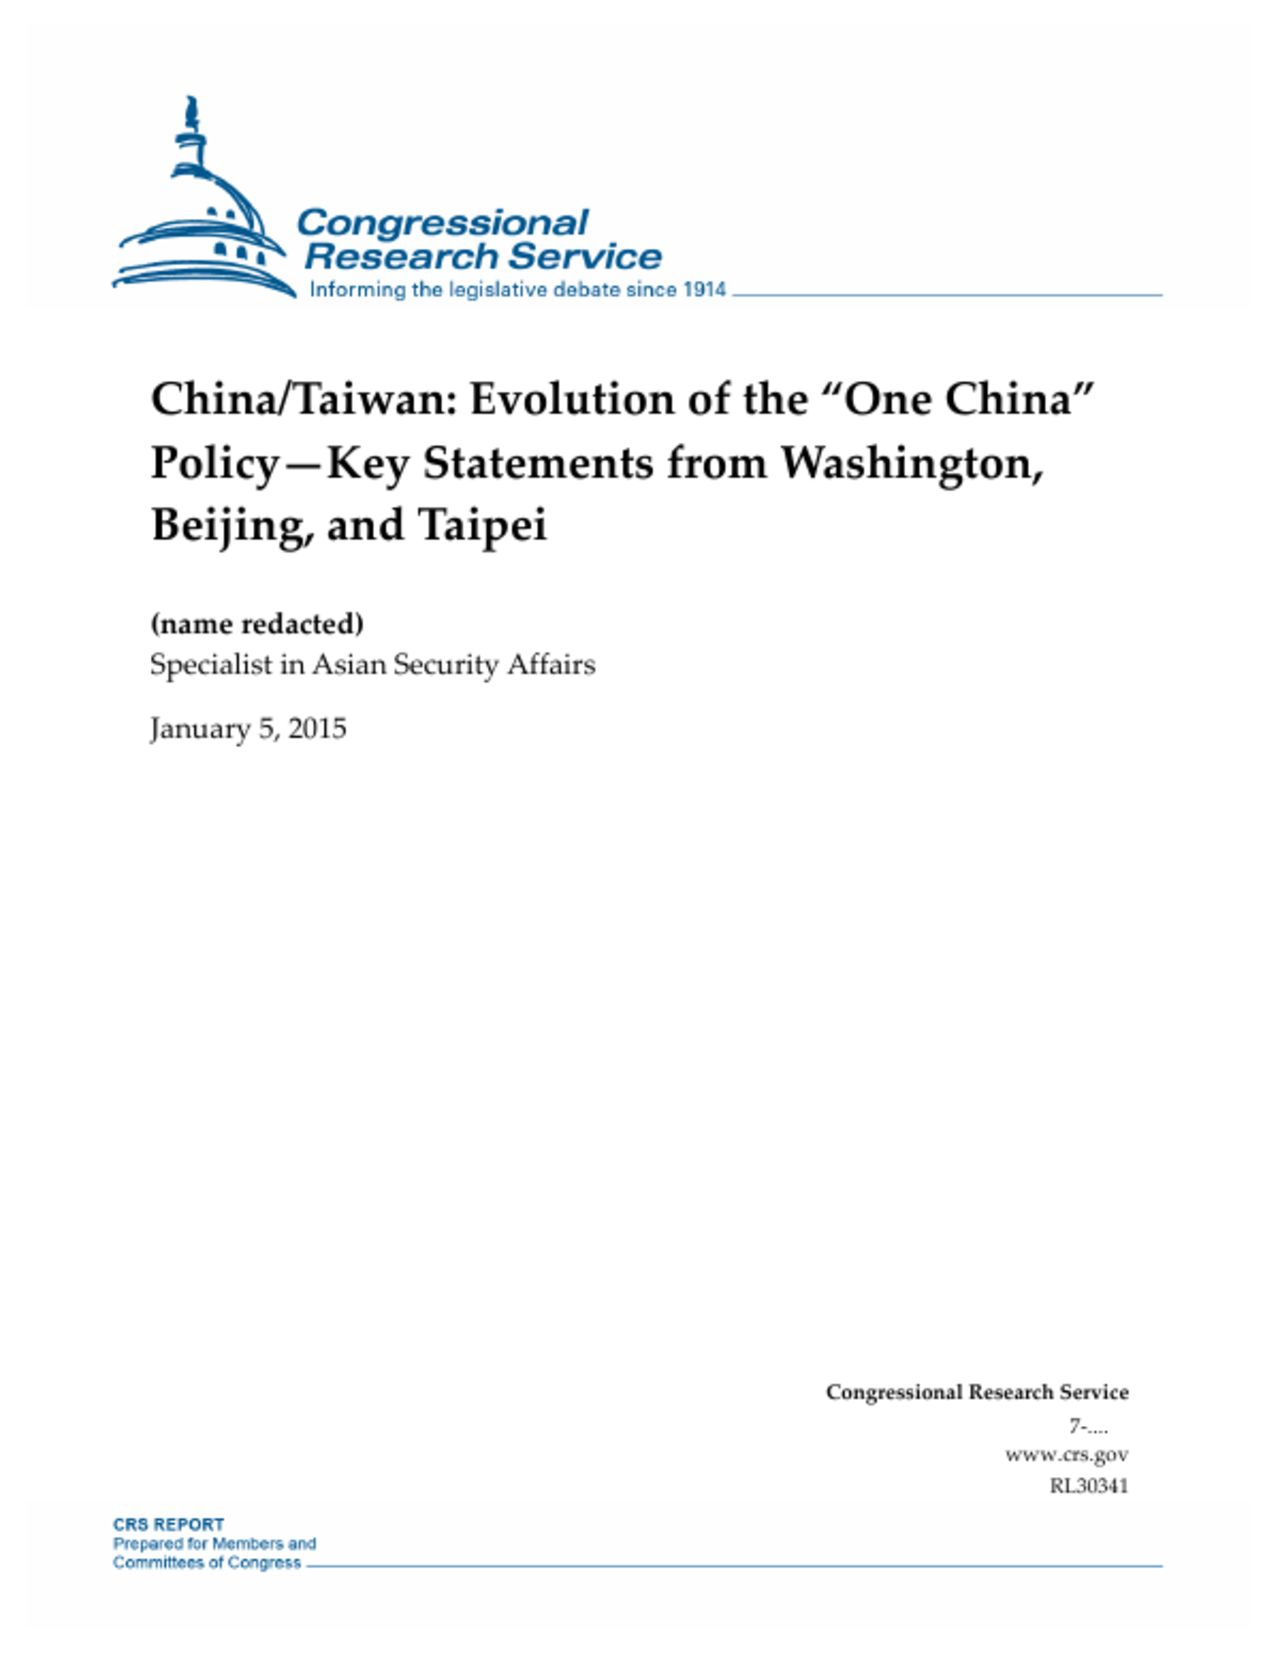 Congressional
Research Service
Informing the legislative debate since 1914
China/Taiwan: Evolution of the “One China”
Policy—Key Statements from Washington,
Beijing, and Taipei
(name redacted)
Specialist in Asian Security Affairs
January 5, 2015
Congressional Research Service
7-....
www.crs.gov
RL30341
CRS REPORT
Prepared for Members and
Committees of Congress